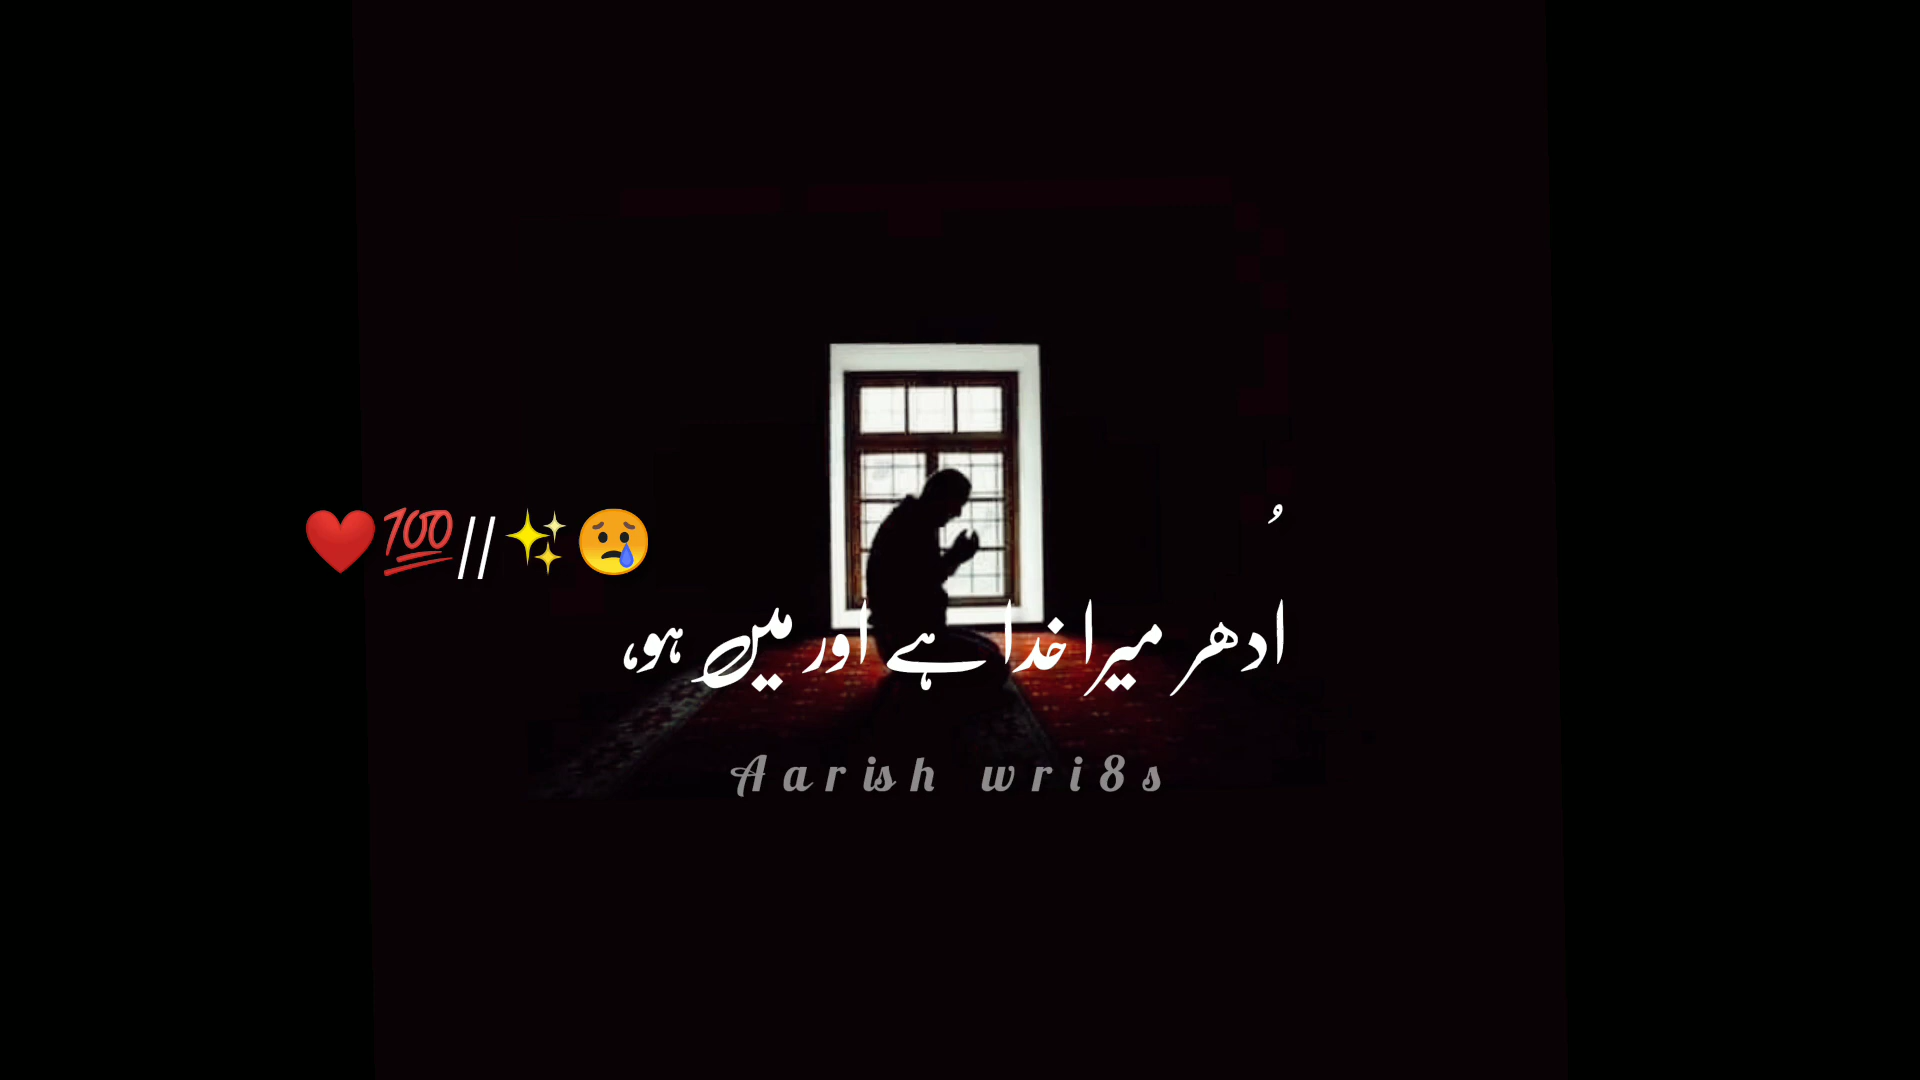 ❤️💯//✨😢
اُدھر میرا خدا ہے اور میں ہو،
Aarish wri8s